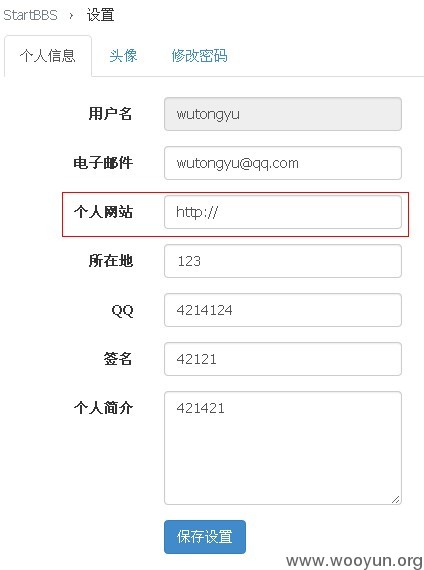 StartBBS › 设置
个人信息 头像 修改密码
用户名 wutongyu
电子邮件 wutongyu@qq.com
个人网站 http://
所在地 123
QQ 4214124
签名 42121
个人简介 421421
保存设置
www.wooyun.org